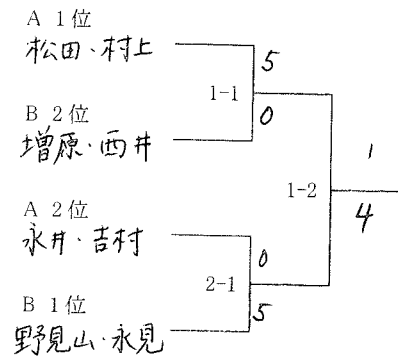 A 1位
松田・村上
5
1-1
B 2位
0
増原・西井
1
1-2
4
A 2位
永井・吉村
0
2-1
B 1位
5
野見山・永見